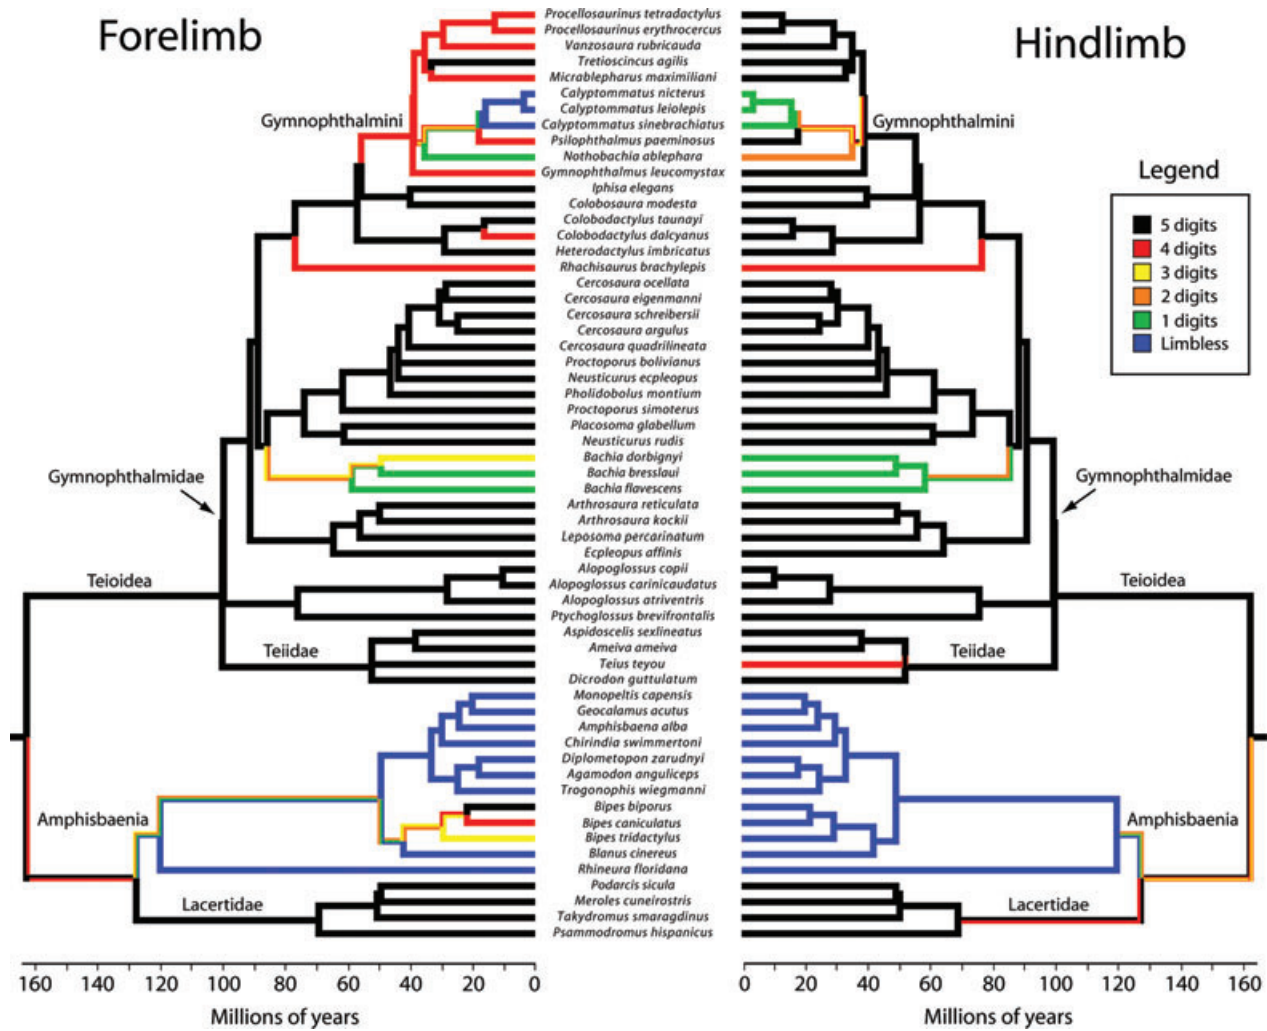 Forelimb
Hindlimb
Procellosaurinus tetradactylus
Procellosaurinus erythrocercus
Vanzosaura rubricauda
Tretioscincus agilis
Micrablepharus maximiliani
Calyptommatus nicterus
Calyptommatus leiolepis
Calyptommatus sinebrachiatus
Psilophthalmus paeminosus
Nothobachia ablephara
Gymnophthalmus leucomystax
Iphisa elegans
Colobosaura modesta
Colobodactylus taunayi
Colobodactylus dalcyanus
Heterodactylus imbricatus
Rhachisaurus brachylepis
Cercosaura ocellata
Cercosaura eigenmanni
Cercosaura schreibersii
Cercosaura argulus
Cercosaura quadrilineata
Proctoporus bolivianus
Neusticurus ecpleopus
Pholidobolus montium
Proctoporus simoterus
Placosoma glabellum
Neusticurus rudis
Bachia dorbignyi
Bachia bresslaui
Bachia flavescens
Arthrosaura reticulata
Arthrosaura kockii
Leposoma percarinatum
Ecpleopus affinis
Alopoglossus copii
Alopoglossus carinicaudatus
Alopoglossus atriventris
Ptychoglossus brevifrontalis
Aspidoscelis sexlineatus
Ameiva ameiva
Teius teyou
Dicrodon guttulatum
Monopeltis capensis
Geocalamus acutus
Amphisbaena alba
Chirindia swimmertoni
Diplometopon zarudnyi
Agamodon anguliceps
Trogonophis wiegmanni
Bipes biporus
Bipes caniculatus
Bipes tridactylus
Blanus cinereus
Rhineura floridana
Podarcis sicula
Meroles cuneirostris
Takydromus smaragdinus
Psammodromus hispanicus
Gymnophthalmini
Gymnophthalmidae
Teioidea
Teiidae
Amphisbaenia
Lacertidae
Gymnophthalmini
Gymnophthalmidae
Teioidea
Teiidae
Amphisbaenia
Lacertidae
Legend
5 digits
4 digits
3 digits
2 digits
1 digits
Limbless
160 140 120 100 80 60 40 20 0
Millions of years
0 20 40 60 80 100 120 140 160
Millions of years